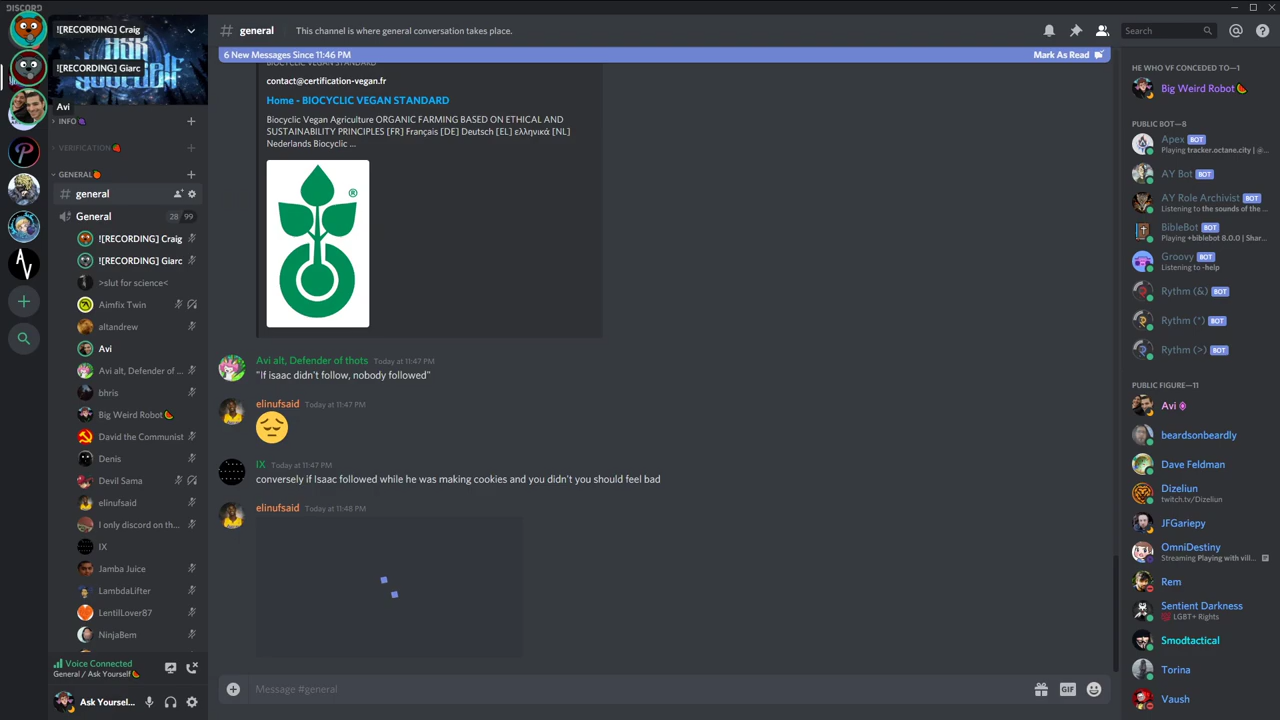 DISCORD
![RECORDING] Craig
![RECORDING] Giarc
Avi
ASK
YOURSELF
INFO
VERIFICATION
GENERAL
general
General 28 99
![RECORDING] Craig
![RECORDING] Giarc
>slut for science<
Aimfix Twin
altandrew
Avi
Avi alt, Defender of ...
bhris
Big Weird Robot
David the Communist
Denis
Devil Sama
elinufsaid
I only discord on th...
IX
Jamba Juice
LambdaLifter
LentilLover87
NinjaBem
Voice Connected
General / Ask Yourself
Ask Yoursel...
# general This channel is where general conversation takes place.
Search
6 New Messages Since 11:46 PM
Mark As Read
BIOCYCLIC VEGAN STANDARD
contact@certification-vegan.fr
Home - BIOCYCLIC VEGAN STANDARD
Biocyclic Vegan Agriculture ORGANIC FARMING BASED ON ETHICAL AND
SUSTAINABILITY PRINCIPLES [FR] Français [DE] Deutsch [EL] ελληνικά [NL]
Nederlands Biocyclic ...
®
Avi alt, Defender of thots Today at 11:47 PM
"If isaac didn't follow, nobody followed"
elinufsaid Today at 11:47 PM
IX Today at 11:47 PM
conversely if Isaac followed while he was making cookies and you didn't you should feel bad
elinufsaid Today at 11:48 PM
Message #general
GIF
HE WHO VF CONCEDED TO—1
Big Weird Robot
PUBLIC BOT—8
Apex BOT
Playing tracker.octane.city |
AY Bot BOT
AY Role Archivist BOT
Listening to the sounds of the ...
BibleBot BOT
Playing +biblebot 8.0.0 | Shar...
Groovy BOT
Listening to -help
Rythm (&) BOT
Rythm (*) BOT
Rythm (>) BOT
PUBLIC FIGURE—11
Avi
beardsonbeardly
Dave Feldman
Dizeliun
twitch.tv/Dizeliun
JFGariepy
OmniDestiny
Streaming Playing with vill...
Rem
Sentient Darkness
LGBT+ Rights
Smodtactical
Torina
Vaush